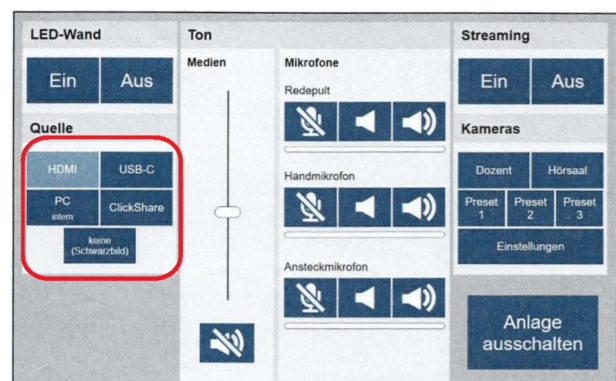 LED-Wand
Ein
Aus
Quelle
HDMI
USB-C
PC
intern
ClickShare
keine
(Schwarzbild)
Ton
Medien
Mikrofone
Redepult
Handmikrofon
Ansteckmikrofon
Streaming
Ein
Aus
Kameras
Dozent
Hörsaal
Preset
1
Preset
2
Preset
3
Einstellungen
Anlage
ausschalten